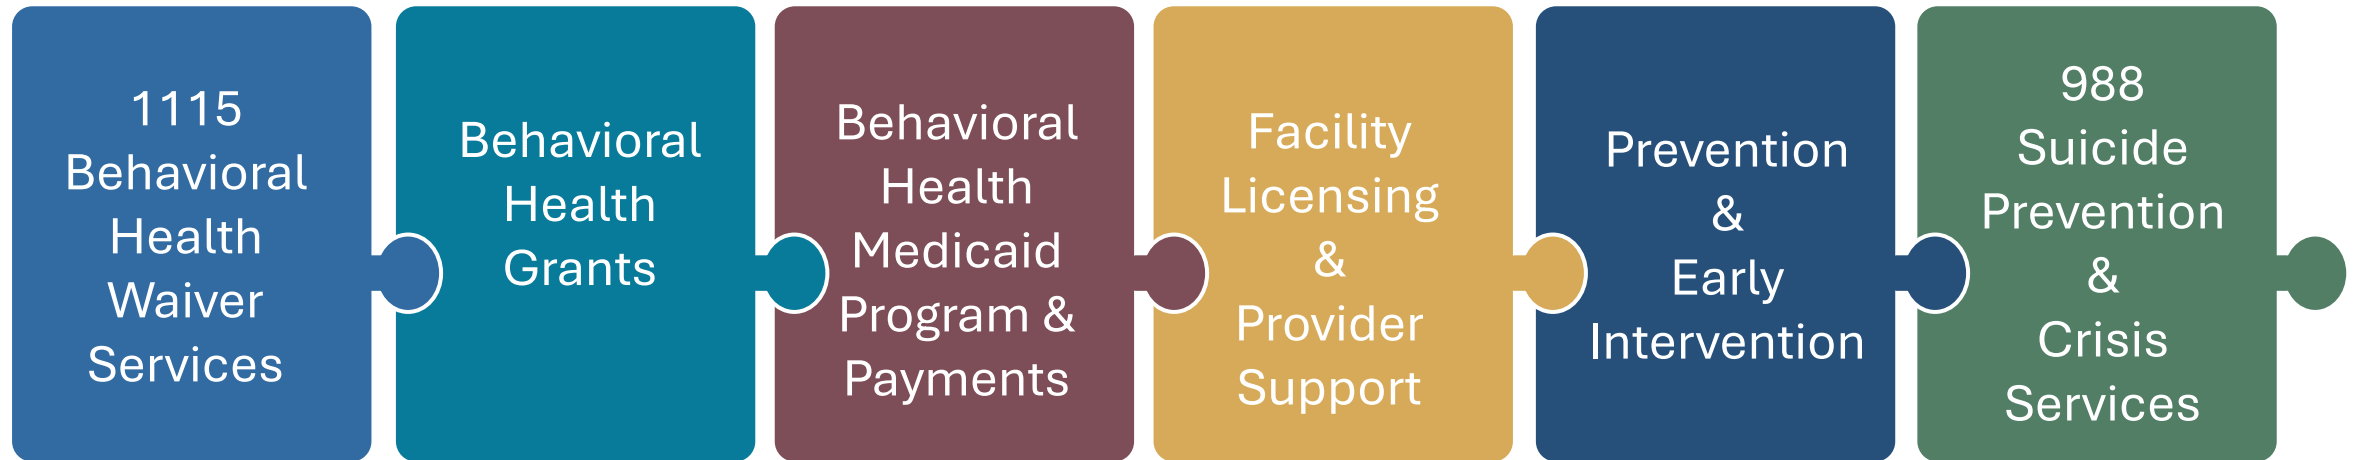 1115
Behavioral
Health
Waiver
Services
Behavioral
Health
Grants
Behavioral
Health
Medicaid
Program &
Payments
Facility
Licensing
&
Provider
Support
Prevention
&
Early
Intervention
988
Suicide
Prevention
&
Crisis
Services